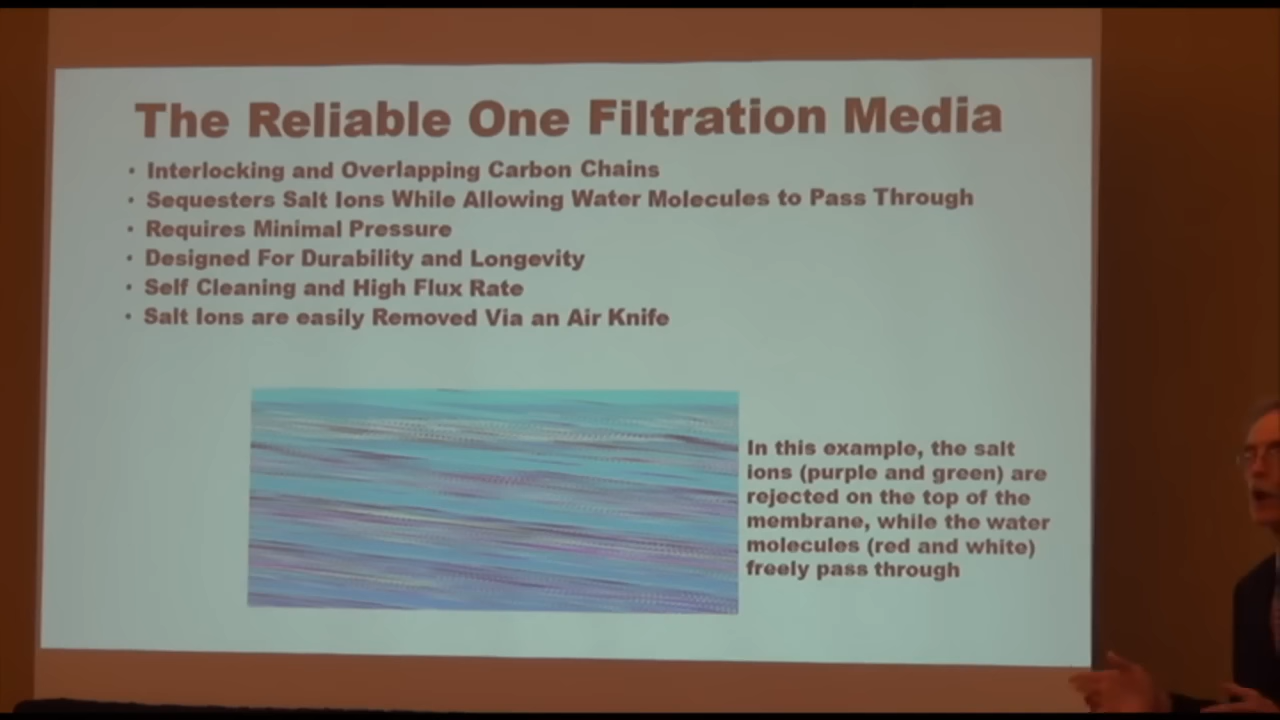 The Reliable One Filtration Media
• Interlocking and Overlapping Carbon Chains
• Sequesters Salt Ions While Allowing Water Molecules to Pass Through
• Requires Minimal Pressure
• Designed For Durability and Longevity
• Self Cleaning and High Flux Rate
• Salt Ions are easily Removed Via an Air Knife
In this example, the salt
ions (purple and green) are
rejected on the top of the
membrane, while the water
molecules (red and white)
freely pass through